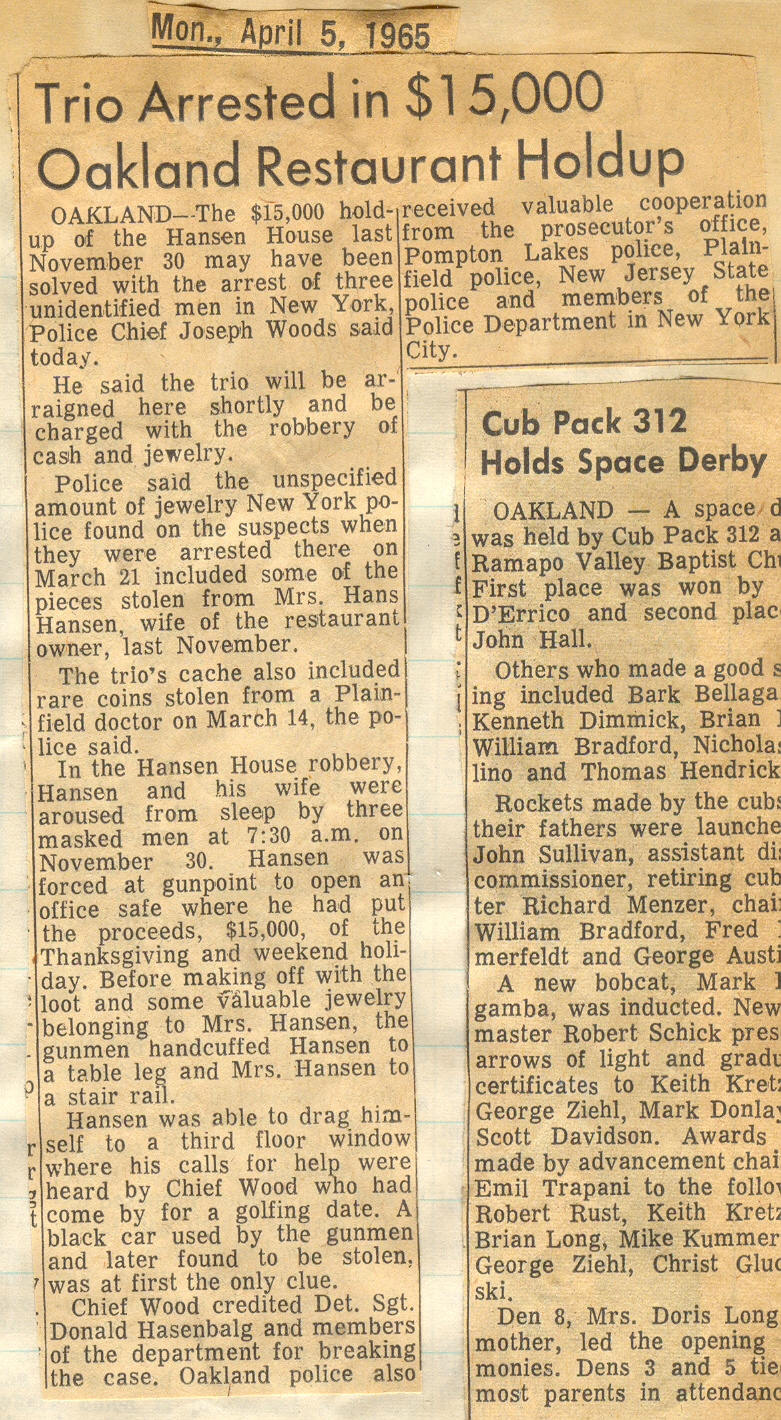 Mon., April 5, 1965
Trio Arrested in $15,000
Oakland Restaurant Holdup
OAKLAND--The $15,000 hold-
up of the Hansen House last
November 30 may have been
solved with the arrest of three
unidentified men in New York,
Police Chief Joseph Woods said
today.
He said the trio will be ar-
raigned here shortly and be
charged with the robbery of
cash and jewelry.
Police said the unspecified
amount of jewelry New York po-
lice found on the suspects when
they were arrested there on
March 21 included some of the
pieces stolen from Mrs. Hans
Hansen, wife of the restaurant
owner, last November.
The trio's cache also included
rare coins stolen from a Plain-
field doctor on March 14, the po-
lice said.
In the Hansen House robbery,
Hansen and his wife were
aroused from sleep by three
masked men at 7:30 a.m. on
November 30. Hansen was
forced at gunpoint to open an
office safe where he had put
the proceeds, $15,000, of the
Thanksgiving and weekend holi-
day. Before making off with the
loot and some valuable jewelry
belonging to Mrs. Hansen, the
gunmen handcuffed Hansen to
a table leg and Mrs. Hansen to
a stair rail.
Hansen was able to drag him-
self to a third floor window
where his calls for help were
heard by Chief Wood who had
come by for a golfing date. A
black car used by the gunmen
and later found to be stolen,
was at first the only clue.
Chief Wood credited Det. Sgt.
Donald Hasenbalg and members
of the department for breaking
the case. Oakland police also
received valuable cooperation
from the prosecutor's office,
Pompton Lakes police, Plain-
field police, New Jersey State
police and members of the
Police Department in New York
City.
Cub Pack 312
Holds Space Derby
OAKLAND — A space d
was held by Cub Pack 312 a
Ramapo Valley Baptist Chu
First place was won by
D'Errico and second plac
John Hall.
Others who made a good s
ing included Bark Bellaga
Kenneth Dimmick, Brian
William Bradford, Nicholas
lino and Thomas Hendrick
Rockets made by the cubs
their fathers were launche
John Sullivan, assistant dis
commissioner, retiring cub
ter Richard Menzer, chair
William Bradford, Fred
merfeldt and George Austi
A new bobcat, Mark
gamba, was inducted. New
master Robert Schick pres
arrows of light and gradu
certificates to Keith Kretz
George Ziehl, Mark Donlay
Scott Davidson. Awards
made by advancement chai
Emil Trapani to the follow
Robert Rust, Keith Kretz
Brian Long, Mike Kummer
George Ziehl, Christ Gluc
ski.
Den 8, Mrs. Doris Long
mother, led the opening
monies. Dens 3 and 5 tie
most parents in attendanc